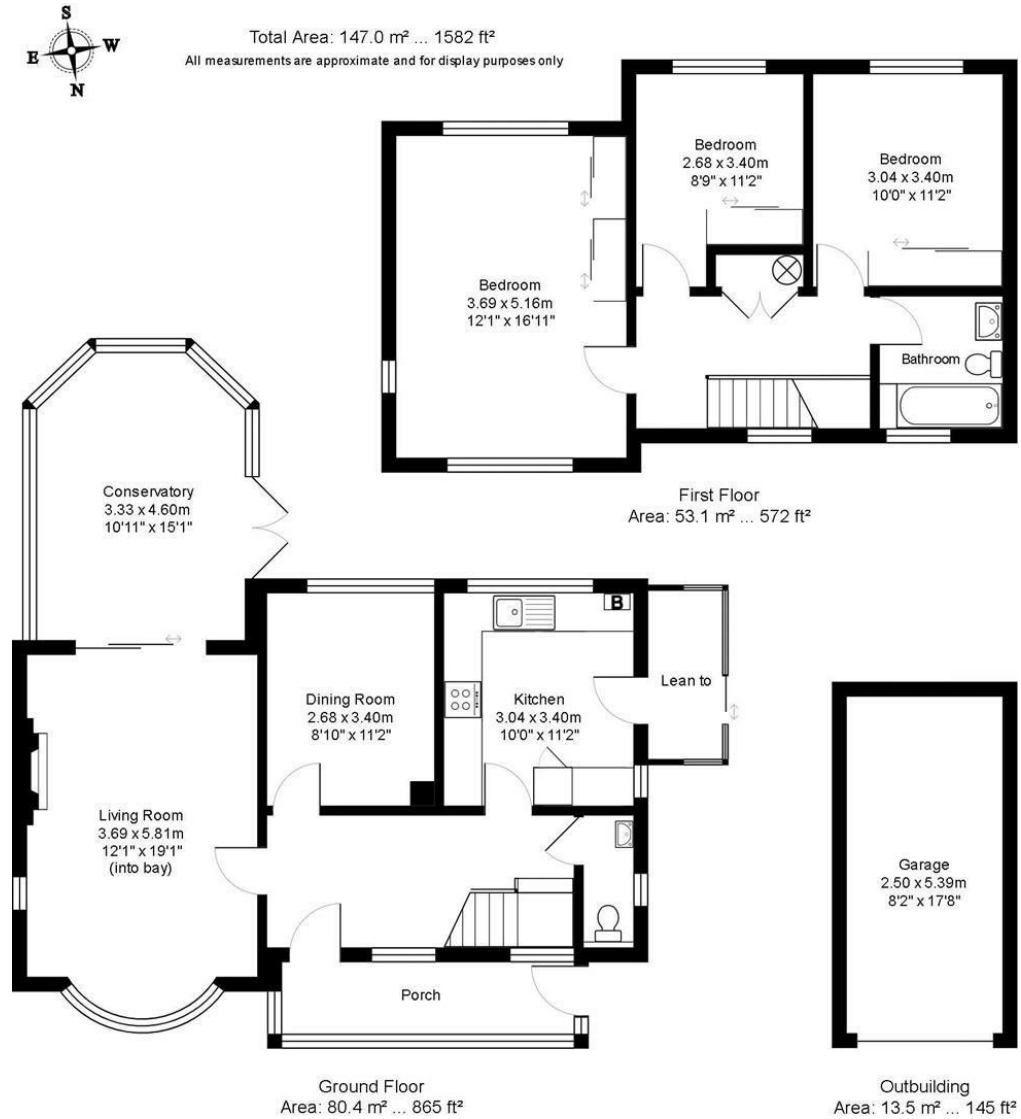 S
E
W
N
Total Area: 147.0 m² ... 1582 ft²
All measurements are approximate and for display purposes only
Bedroom
2.68 x 3.40m
8'9" x 11'2"
Bedroom
3.04 x 3.40m
10'0" x 11'2"
Bedroom
3.69 x 5.16m
12'1" x 16'11"
Bathroom
First Floor
Area: 53.1 m² ... 572 ft²
Conservatory
3.33 x 4.60m
10'11" x 15'1"
B
Dining Room
2.68 x 3.40m
8'10" x 11'2"
Kitchen
3.04 x 3.40m
10'0" x 11'2"
Lean to
Living Room
3.69 x 5.81m
12'1" x 19'1"
(into bay)
Porch
Garage
2.50 x 5.39m
8'2" x 17'8"
Ground Floor
Area: 80.4 m² ... 865 ft²
Outbuilding
Area: 13.5 m² ... 145 ft²